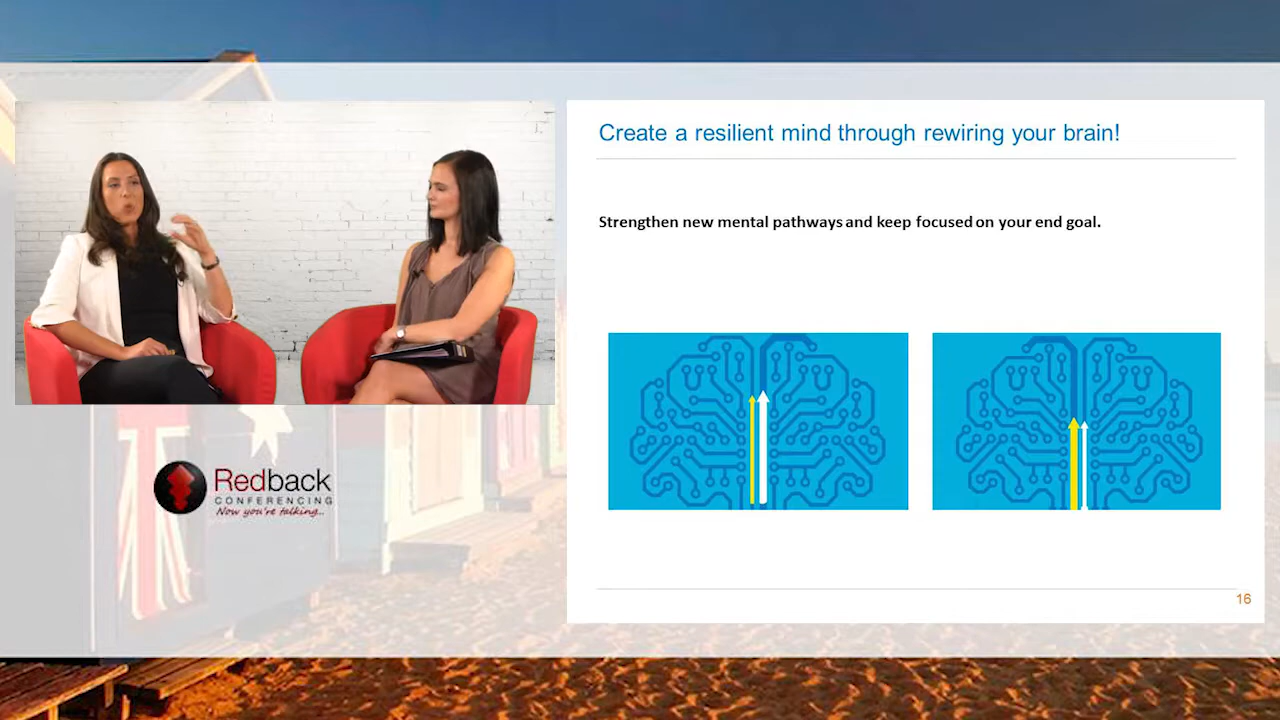 Create a resilient mind through rewiring your brain!
Strengthen new mental pathways and keep focused on your end goal.
Redback
CONFERENCING
Now you're talking..
16